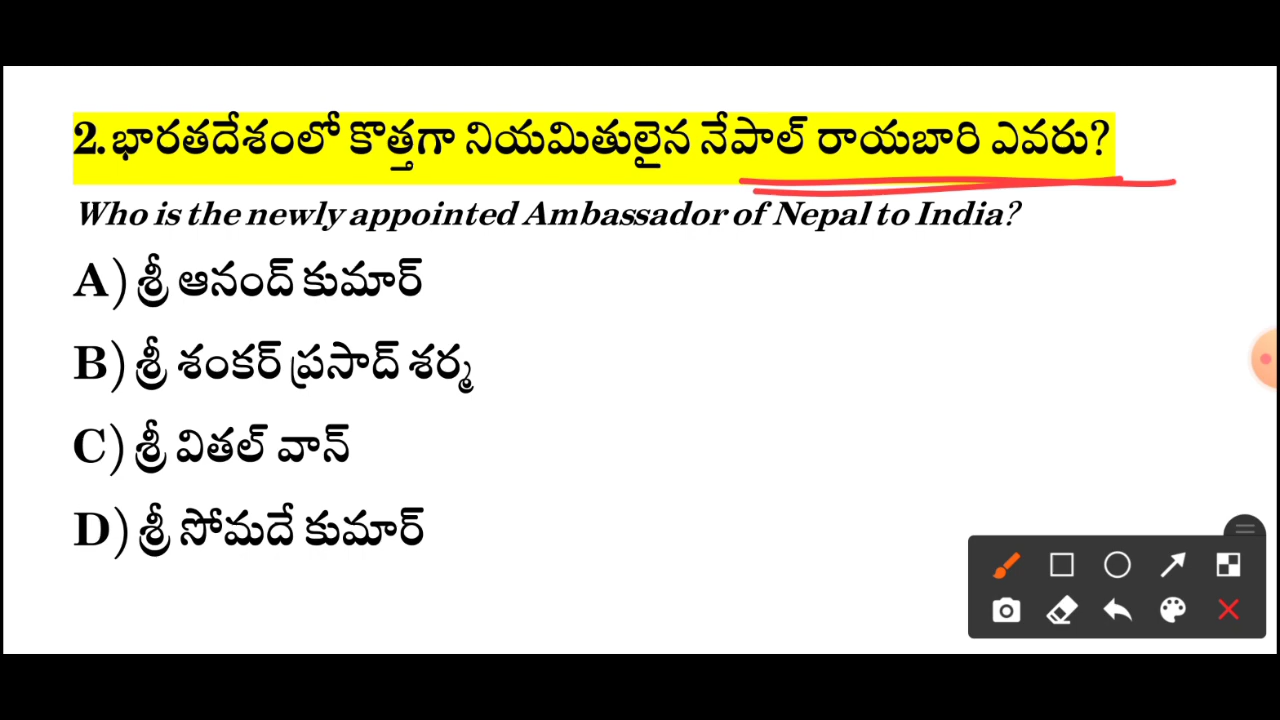 2. భారతదేశంలో కొత్తగా నియమితులైన నేపాల్ రాయబారి ఎవరు?
Who is the newly appointed Ambassador of Nepal to India?
A) శ్రీ ఆనంద్ కుమార్
B) శ్రీ శంకర్ ప్రసాద్ శర్మ
C) శ్రీ వితల్ వాన్
D) శ్రీ సోమదే కుమార్